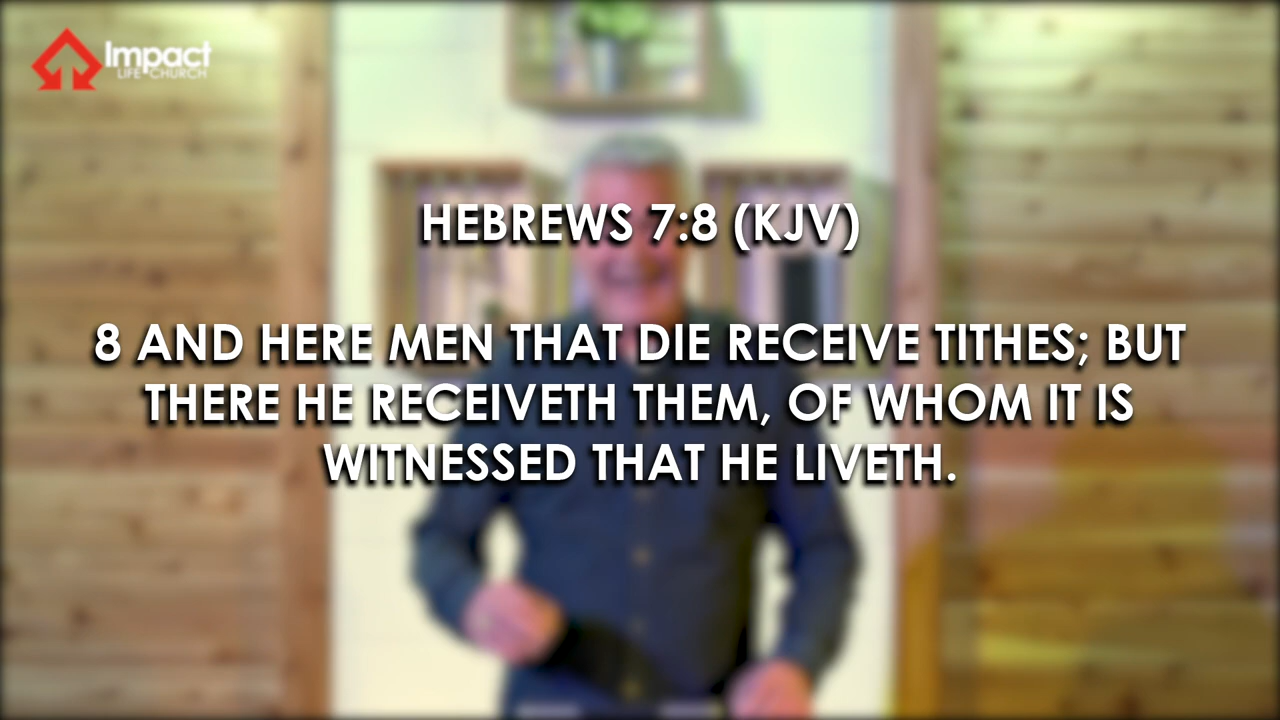 Impact
LIFE CHURCH
HEBREWS 7:8 (KJV)
8 AND HERE MEN THAT DIE RECEIVE TITHES; BUT
THERE HE RECEIVETH THEM, OF WHOM IT IS
WITNESSED THAT HE LIVETH.